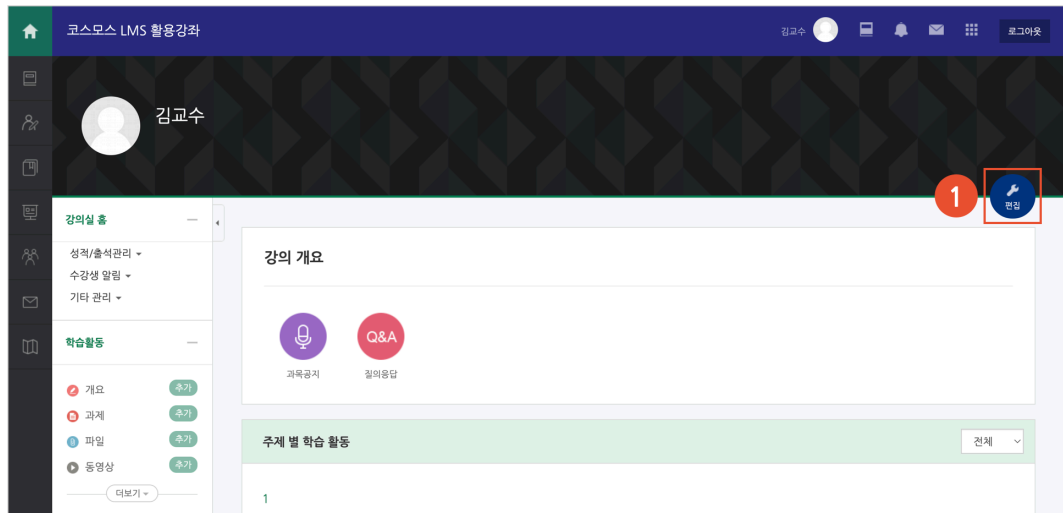 코스모스 LMS 활용강좌
김교수
로그아웃
김교수
1
편집
강의실 홈
성적/출석관리
수강생 알림
기타 관리
학습활동
개요 추가
과제 추가
파일 추가
동영상 추가
더보기
강의 개요
Q&A
과목공지
질의응답
주제 별 학습 활동
전체
1